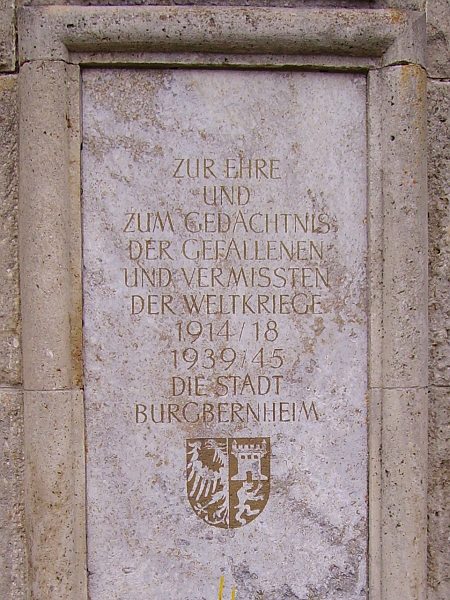 ZUR EHRE
UND
ZUM GEDÄCHTNIS
DER GEFALLENEN
UND VERMISSTEN
DER WELTKRIEGE
1914/18
1939/45
DIE STADT
BURGBERNHEIM